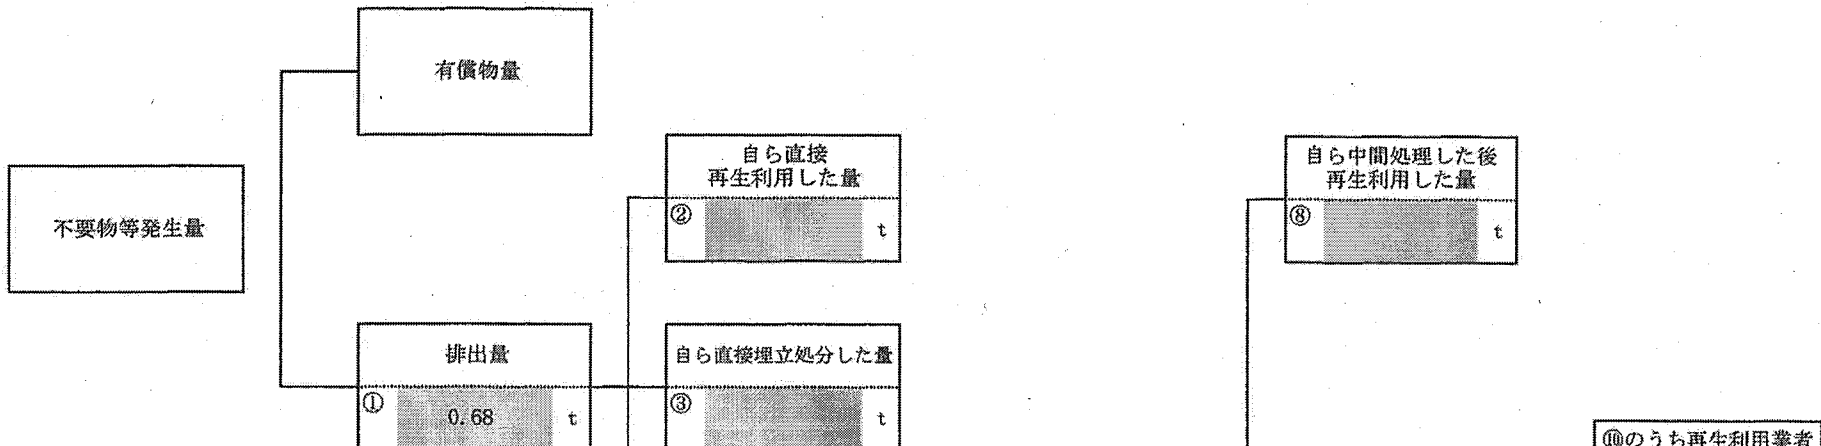 有償物量
自ら直接
再生利用した量
自ら中間処理した後
再生利用した量
不要物等発生量
②
t
⑧
t
排出量
自ら直接埋立処分した量
①
0.68
t
③
t
⑩のうち再生利用業者